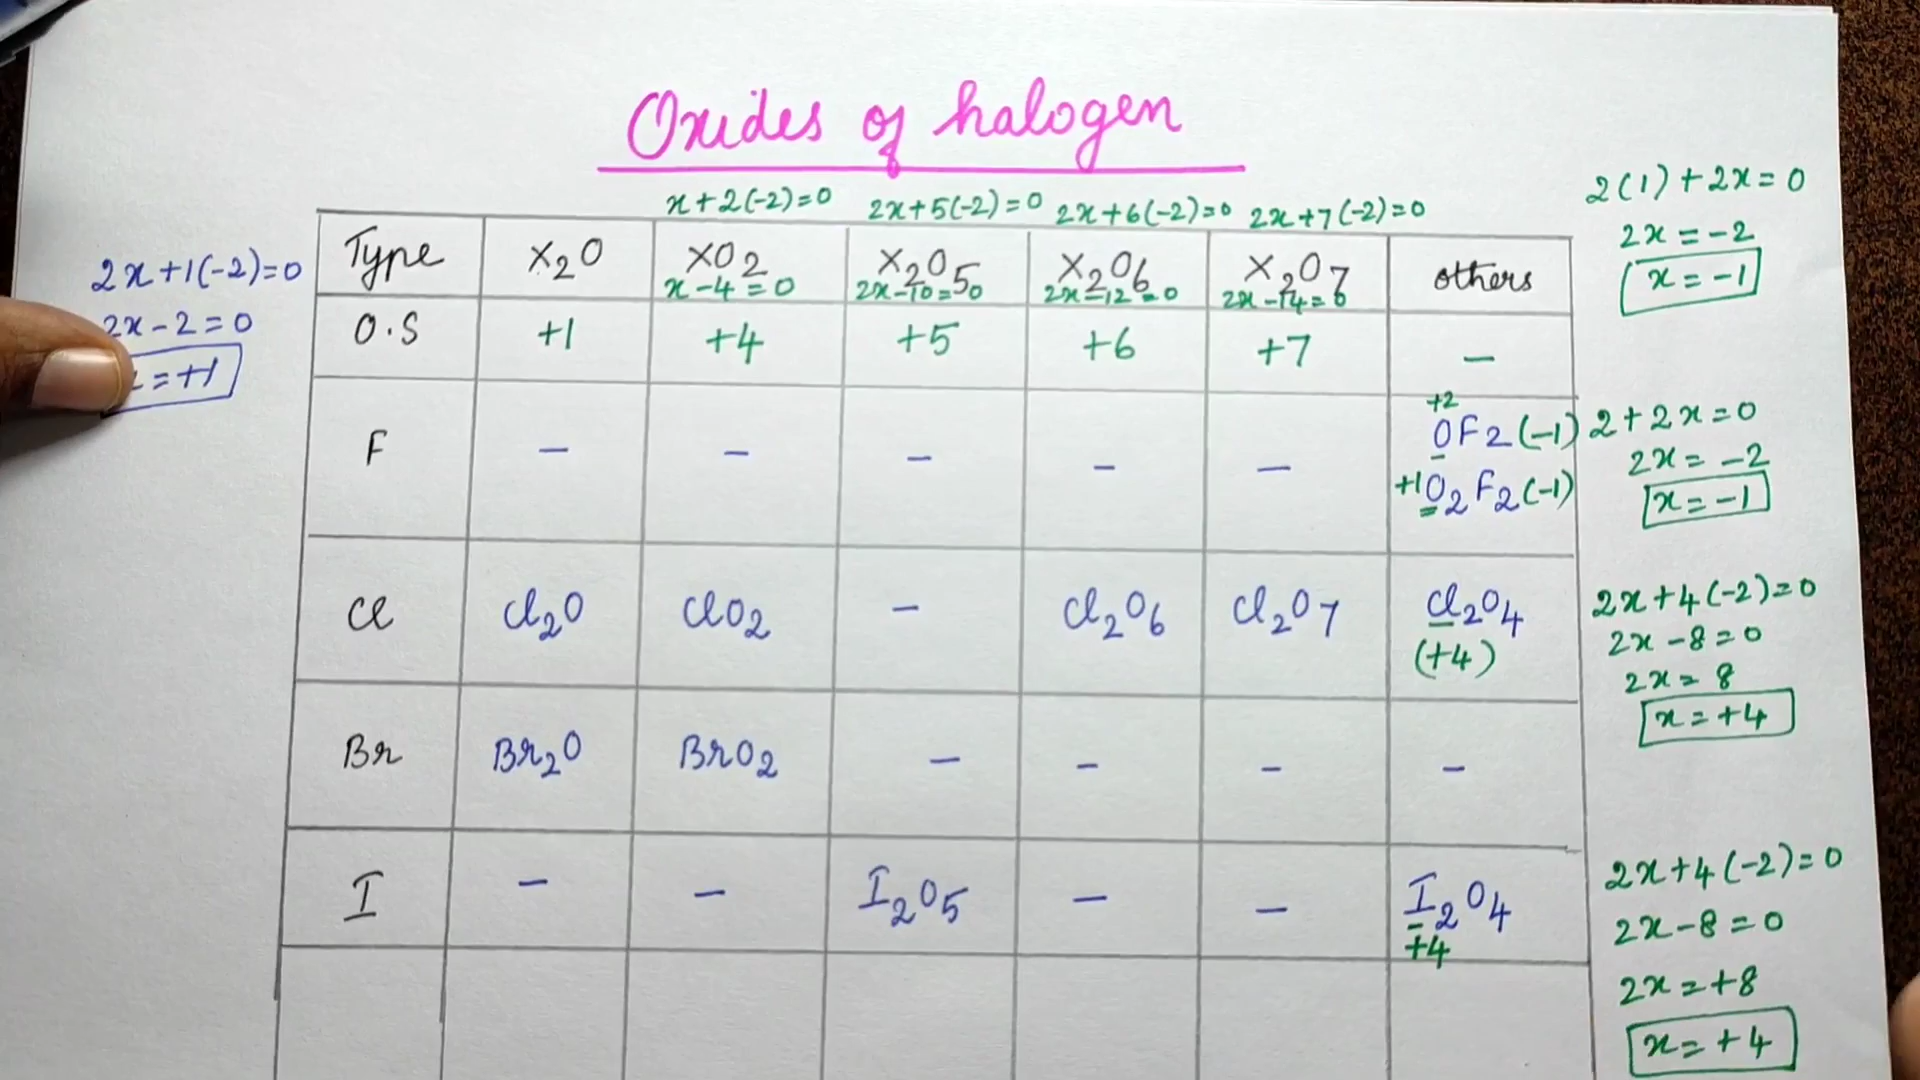 Oxides of halogen
x+2(-2)=0 2x+5(-2)=0 2x+6(-2)=0 2x+7(-2)=0
Type X₂O XO₂ X₂O₅ X₂O₆ X₂O₇ others
x-4=0 2x-10=0 2x-12=0 2x-14=0
O.S +1 +4 +5 +6 +7 -
F - - - - - +2
OF₂(-1)
+1O₂F₂(-1)
Cl Cl₂O ClO₂ - Cl₂O₆ Cl₂O₇ Cl₂O₄
(+4)
Br Br₂O BrO₂ - - - -
I - - I₂O₅ - - I₂O₄
+4
2x+1(-2)=0
2x-2=0
=+1
2(1)+2x=0
2x=-2
x=-1
2+2x=0
2x=-2
x=-1
2x+4(-2)=0
2x-8=0
2x=8
x=+4
2x+4(-2)=0
2x-8=0
2x=+8
x=+4